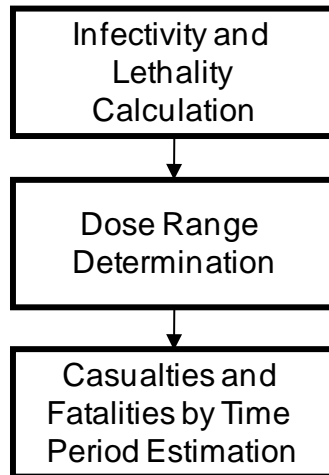 Infectivity and
Lethality
Calculation
Dose Range
Determination
Casualties and
Fatalities by Time
Period Estimation